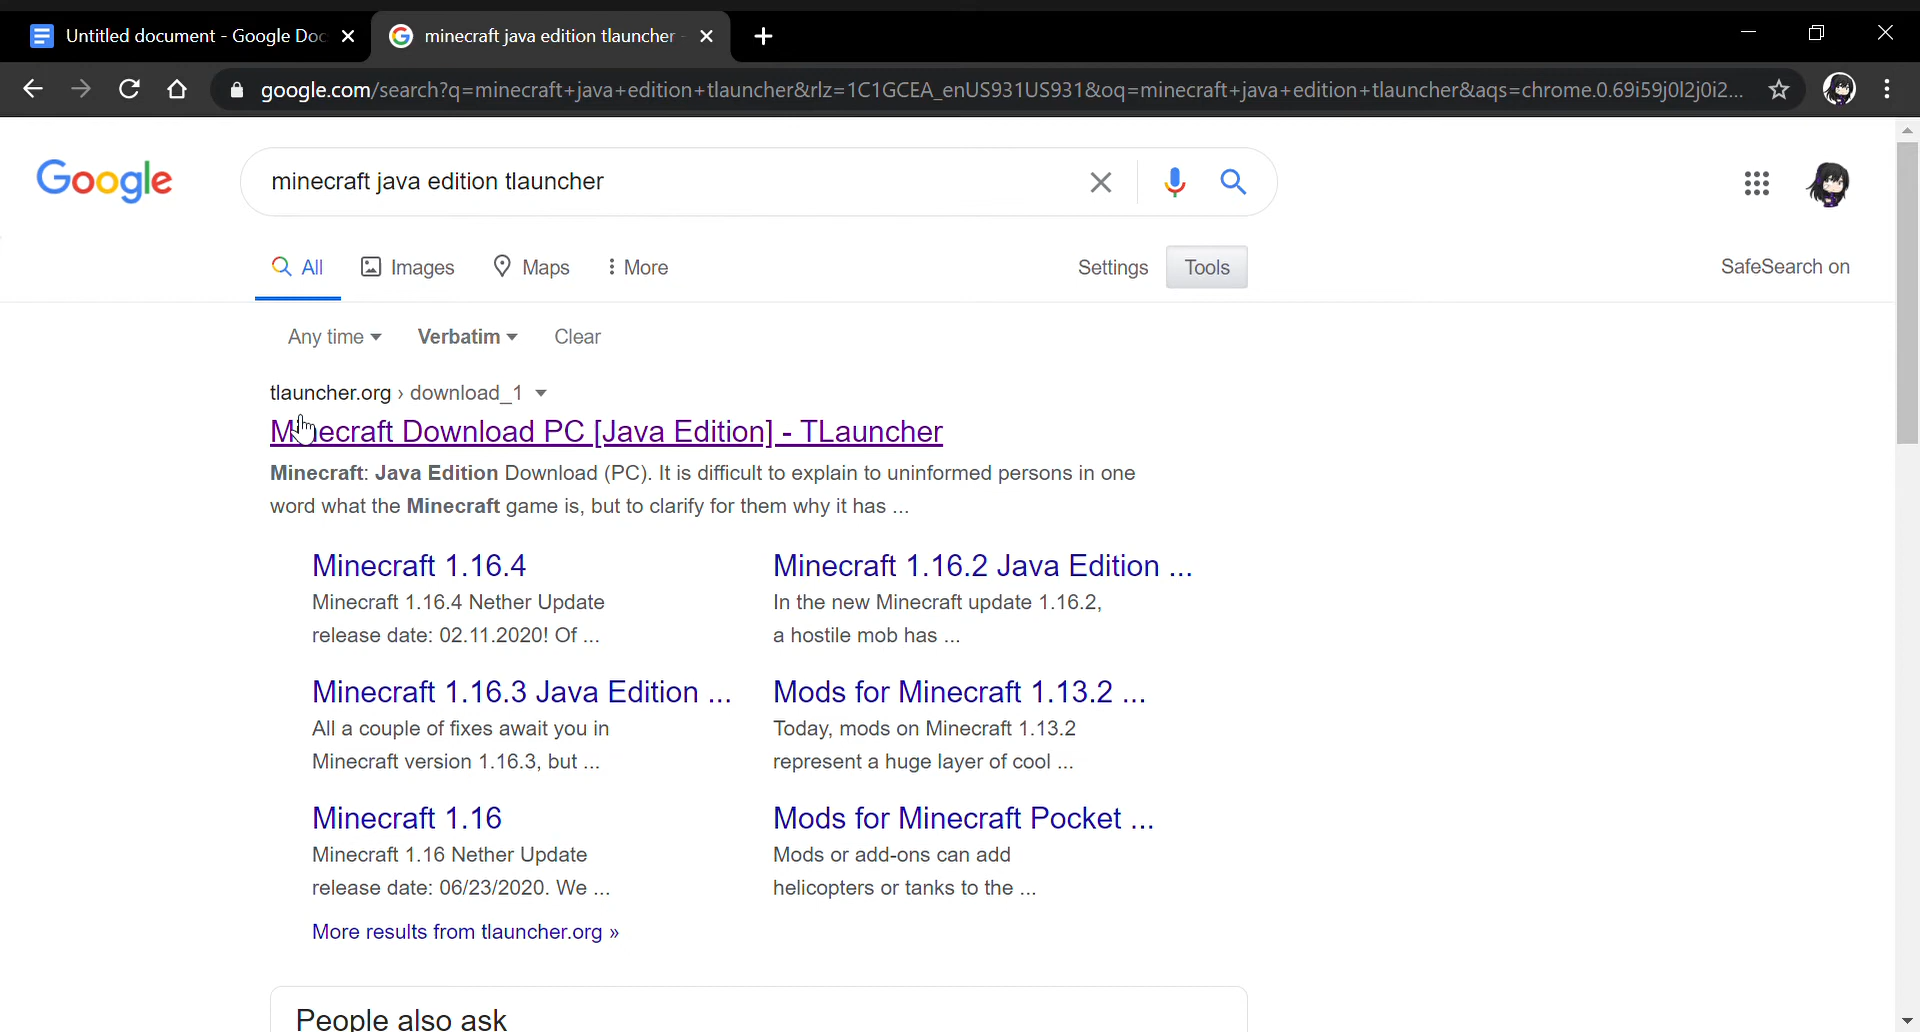 Untitled document - Google Doc
minecraft java edition tlauncher -
google.com/search?q=minecraft+java+edition+tlauncher&rlz=1C1GCEA_enUS931US931&oq=minecraft+java+edition+tlauncher&aqs=chrome.0.69i59j0l2j0i2...
Google
minecraft java edition tlauncher
All Images Maps More Settings Tools SafeSearch on
Any time Verbatim Clear
tlauncher.org › download_1
Minecraft Download PC [Java Edition] - TLauncher
Minecraft: Java Edition Download (PC). It is difficult to explain to uninformed persons in one
word what the Minecraft game is, but to clarify for them why it has ...
Minecraft 1.16.4
Minecraft 1.16.4 Nether Update
release date: 02.11.2020! Of ...
Minecraft 1.16.2 Java Edition ...
In the new Minecraft update 1.16.2,
a hostile mob has ...
Minecraft 1.16.3 Java Edition ...
All a couple of fixes await you in
Minecraft version 1.16.3, but ...
Mods for Minecraft 1.13.2 ...
Today, mods on Minecraft 1.13.2
represent a huge layer of cool ...
Minecraft 1.16
Minecraft 1.16 Nether Update
release date: 06/23/2020. We ...
Mods for Minecraft Pocket ...
Mods or add-ons can add
helicopters or tanks to the ...
More results from tlauncher.org »
People also ask